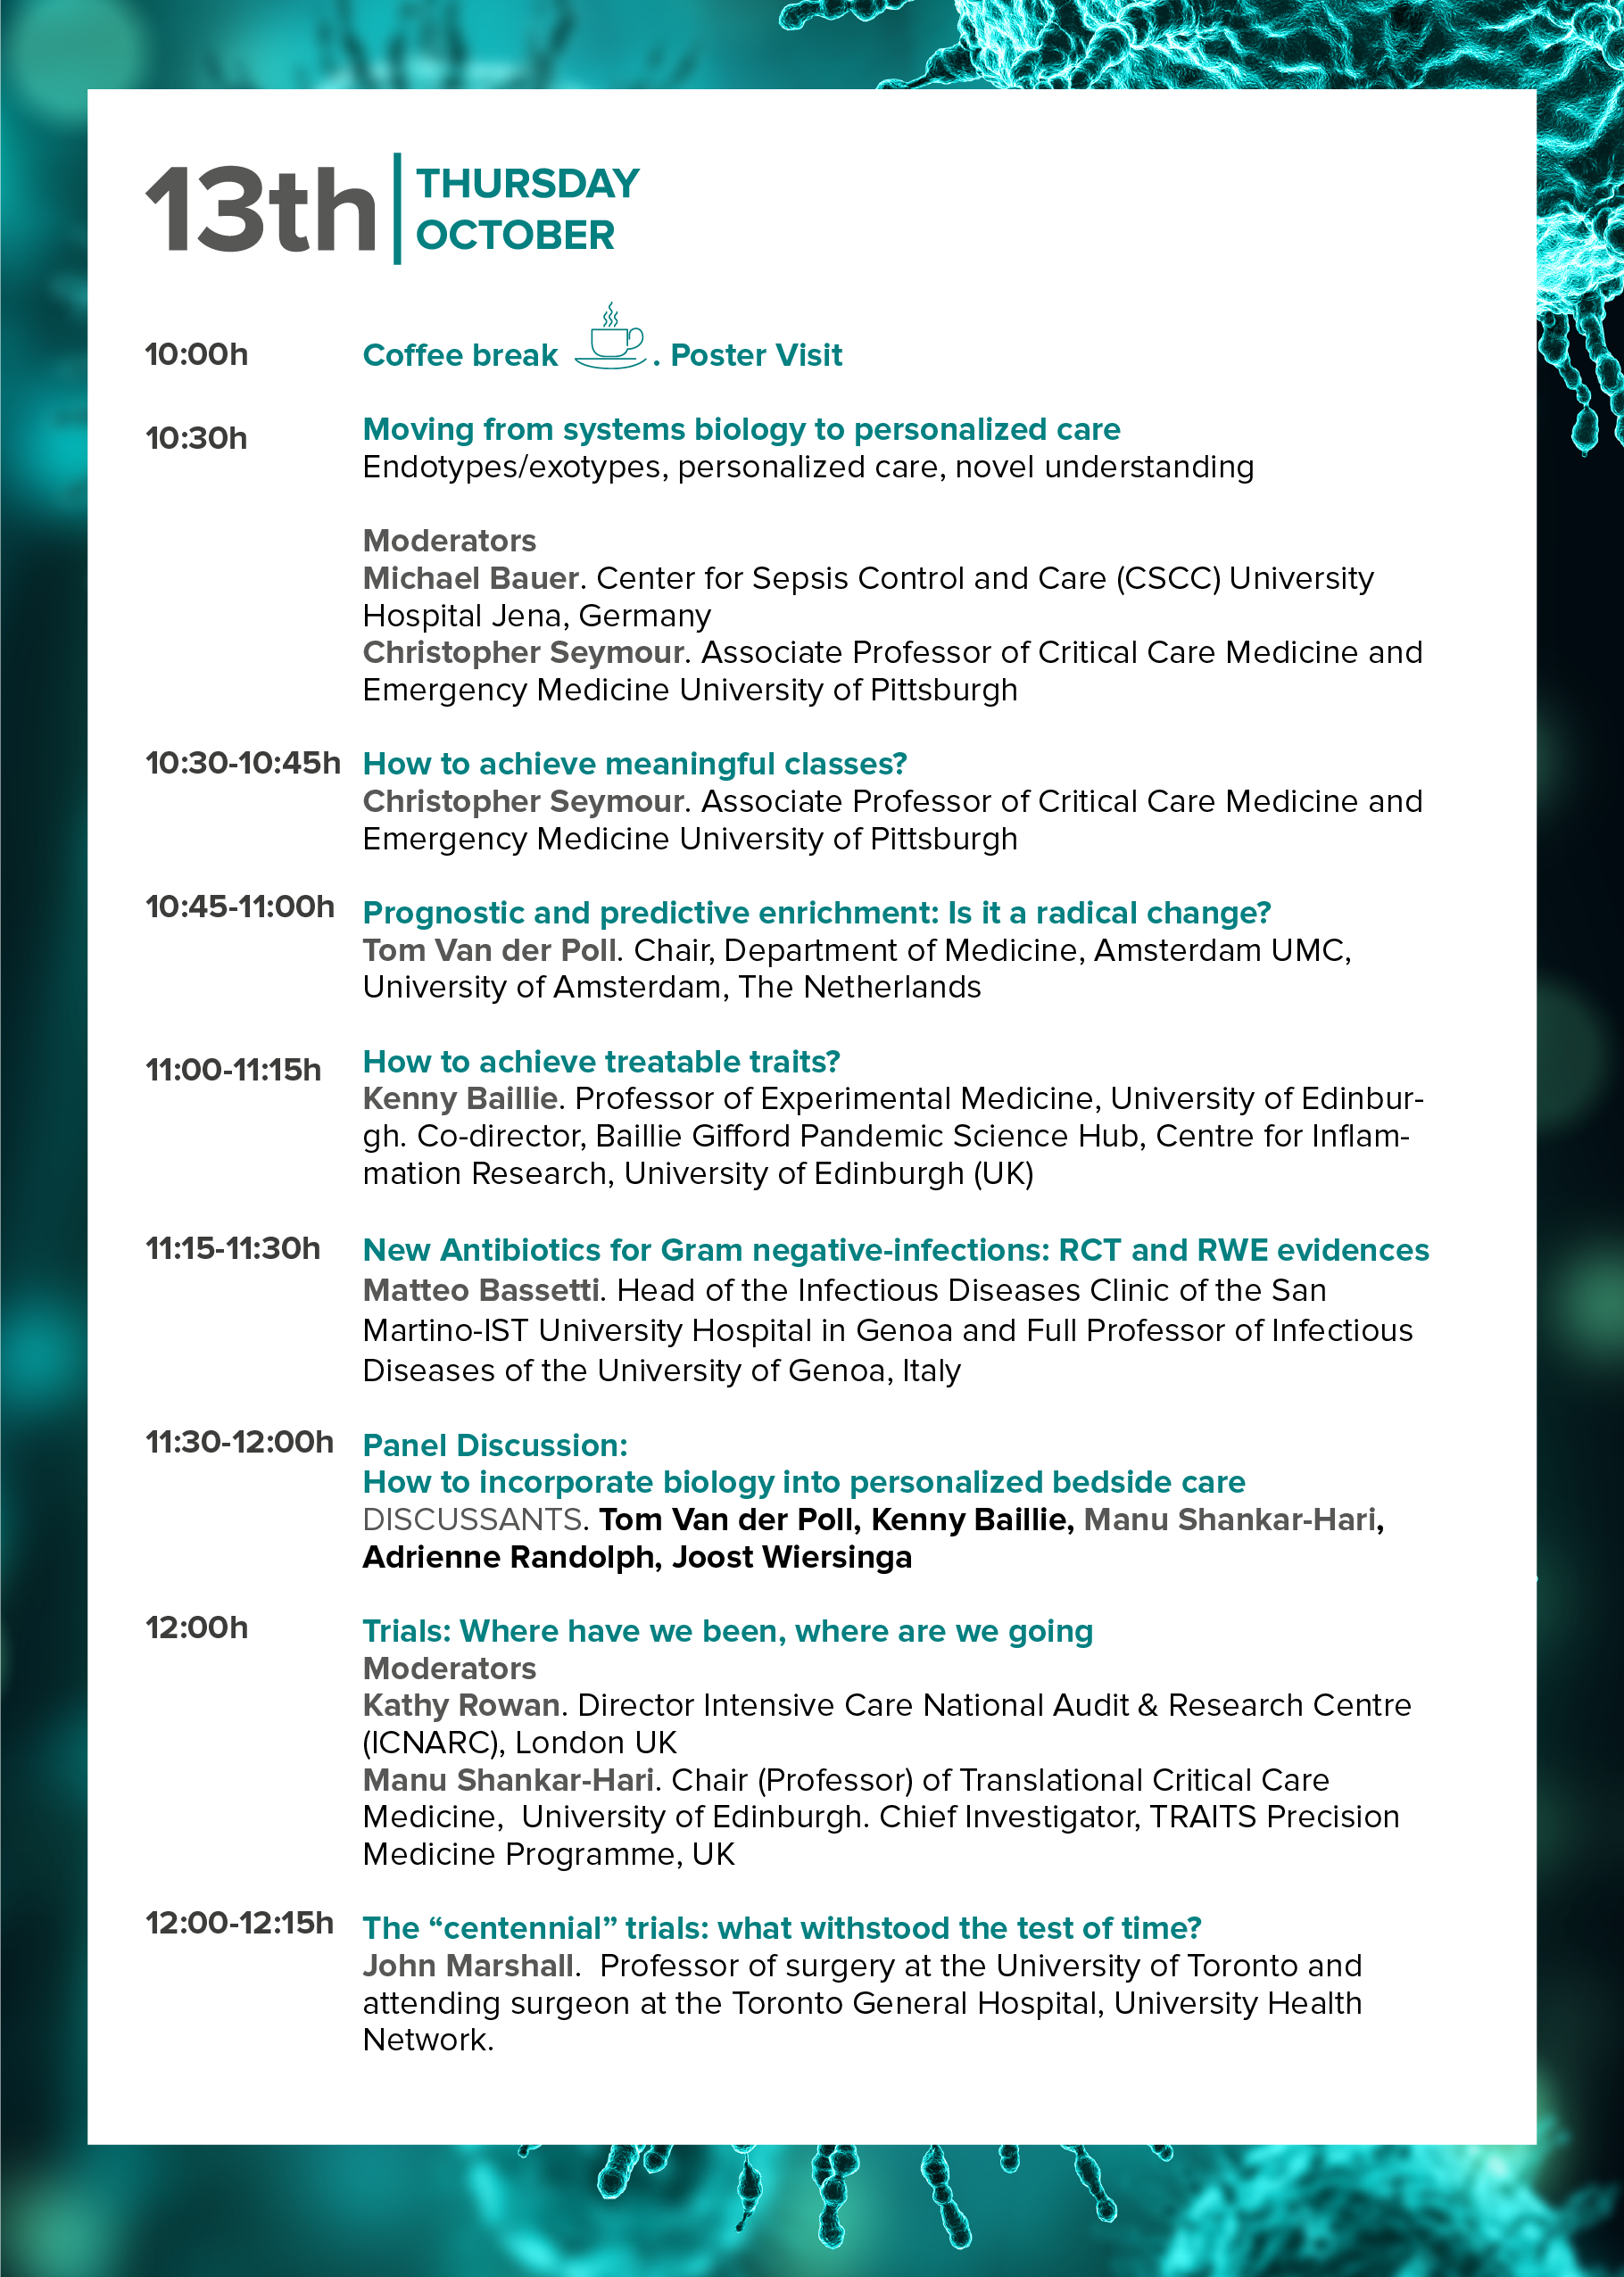 13th
THURSDAY
OCTOBER
10:00h
Coffee break . Poster Visit
10:30h
Moving from systems biology to personalized care
Endotypes/exotypes, personalized care, novel understanding
Moderators
Michael Bauer. Center for Sepsis Control and Care (CSCC) University
Hospital Jena, Germany
Christopher Seymour. Associate Professor of Critical Care Medicine and
Emergency Medicine University of Pittsburgh
10:30-10:45h
How to achieve meaningful classes?
Christopher Seymour. Associate Professor of Critical Care Medicine and
Emergency Medicine University of Pittsburgh
10:45-11:00h
Prognostic and predictive enrichment: Is it a radical change?
Tom Van der Poll. Chair, Department of Medicine, Amsterdam UMC,
University of Amsterdam, The Netherlands
11:00-11:15h
How to achieve treatable traits?
Kenny Baillie. Professor of Experimental Medicine, University of Edinbur-
gh. Co-director, Baillie Gifford Pandemic Science Hub, Centre for Inflam-
mation Research, University of Edinburgh (UK)
11:15-11:30h
New Antibiotics for Gram negative-infections: RCT and RWE evidences
Matteo Bassetti. Head of the Infectious Diseases Clinic of the San
Martino-IST University Hospital in Genoa and Full Professor of Infectious
Diseases of the University of Genoa, Italy
11:30-12:00h
Panel Discussion:
How to incorporate biology into personalized bedside care
DISCUSSANTS. Tom Van der Poll, Kenny Baillie, Manu Shankar-Hari,
Adrienne Randolph, Joost Wiersinga
12:00h
Trials: Where have we been, where are we going
Moderators
Kathy Rowan. Director Intensive Care National Audit & Research Centre
(ICNARC), London UK
Manu Shankar-Hari. Chair (Professor) of Translational Critical Care
Medicine,  University of Edinburgh. Chief Investigator, TRAITS Precision
Medicine Programme, UK
12:00-12:15h
The “centennial” trials: what withstood the test of time?
John Marshall.  Professor of surgery at the University of Toronto and
attending surgeon at the Toronto General Hospital, University Health
Network.